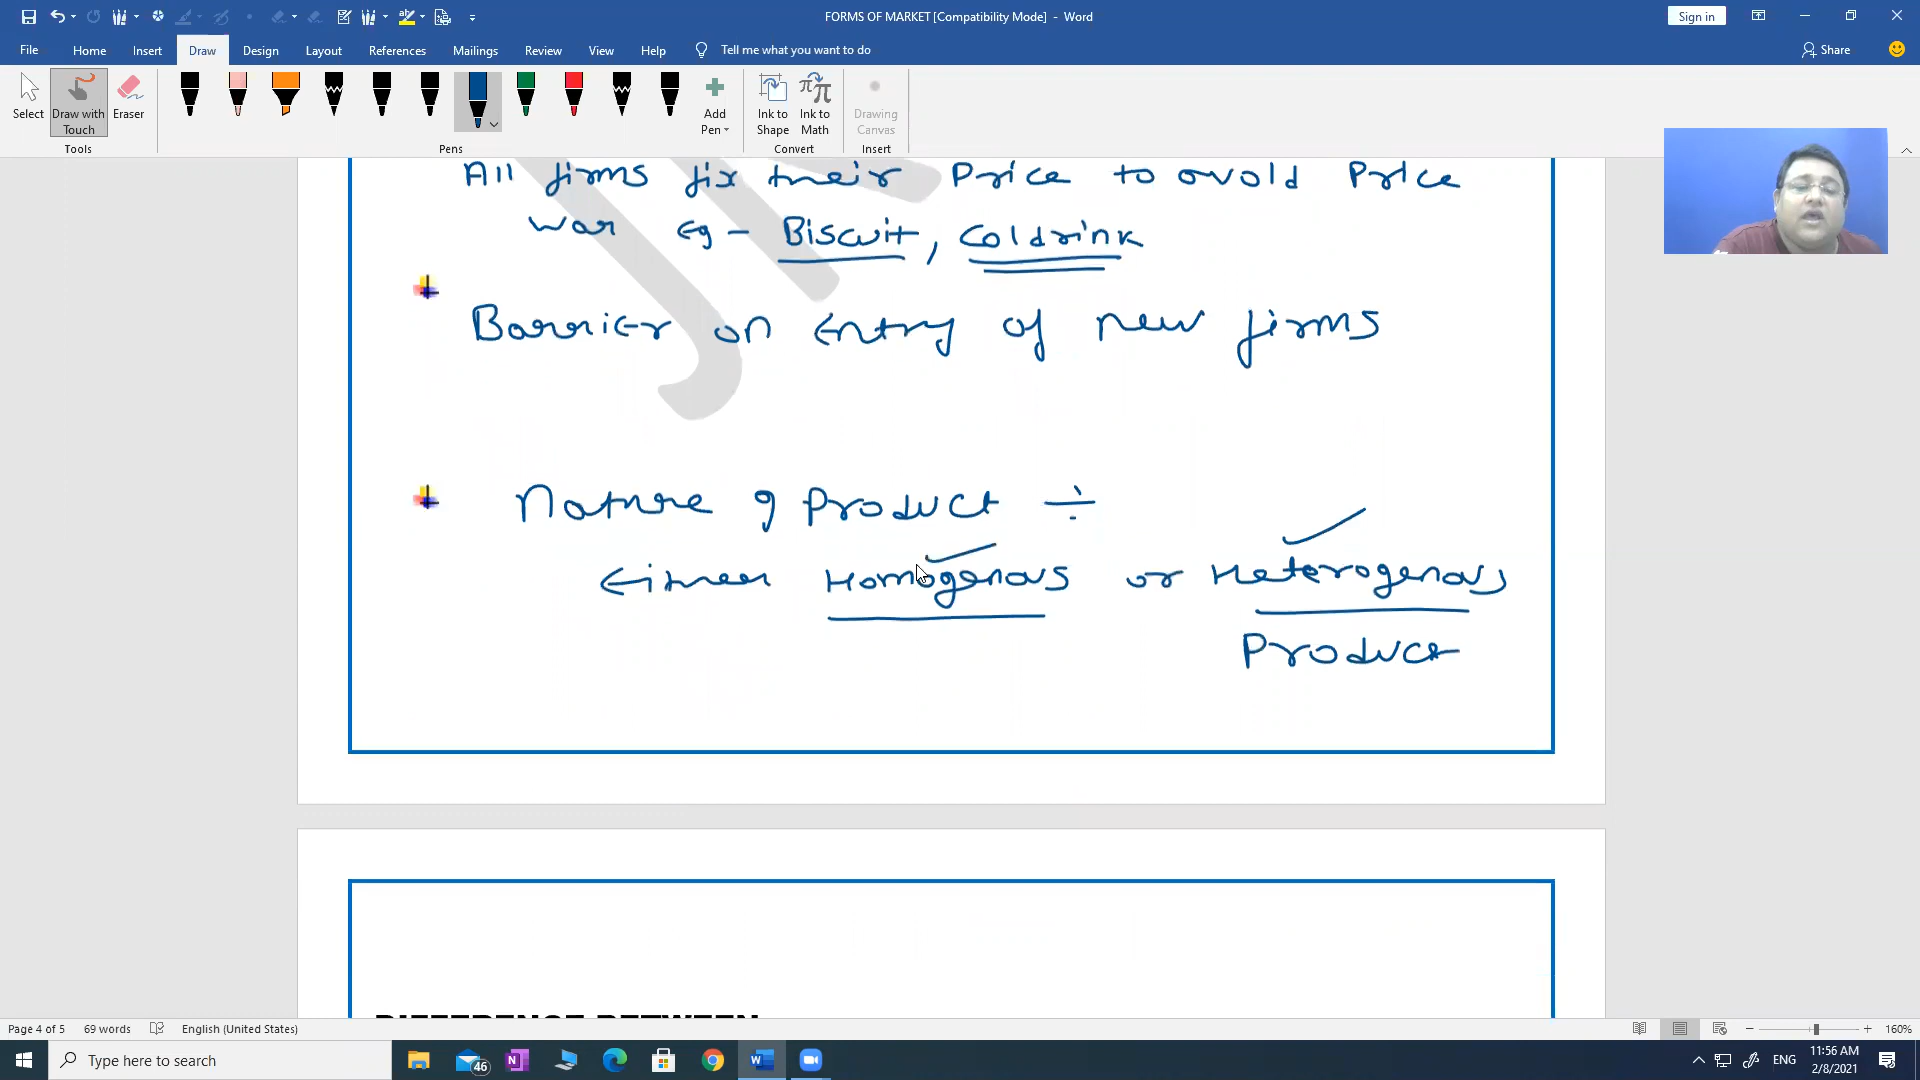 FORMS OF MARKET [Compatibility Mode] - Word
Sign in
File Home Insert Draw Design Layout References Mailings Review View Help Tell me what you want to do
Share
Select
Draw with Touch
Eraser
Add Pen
Ink to Shape
Ink to Math
Drawing Canvas
Tools
Pens
Convert
Insert
All firms fix their Price to avoid Price
War Eg - Biscuit, Coldrink
Barrier on Entry of new firms
Nature of Product ÷
Either Homogenous or Heterogenous
Product
DIFFERENCE BETWEEN
Page 4 of 5 69 words English (United States)
160%
Type here to search
46
ENG
11:56 AM
2/8/2021